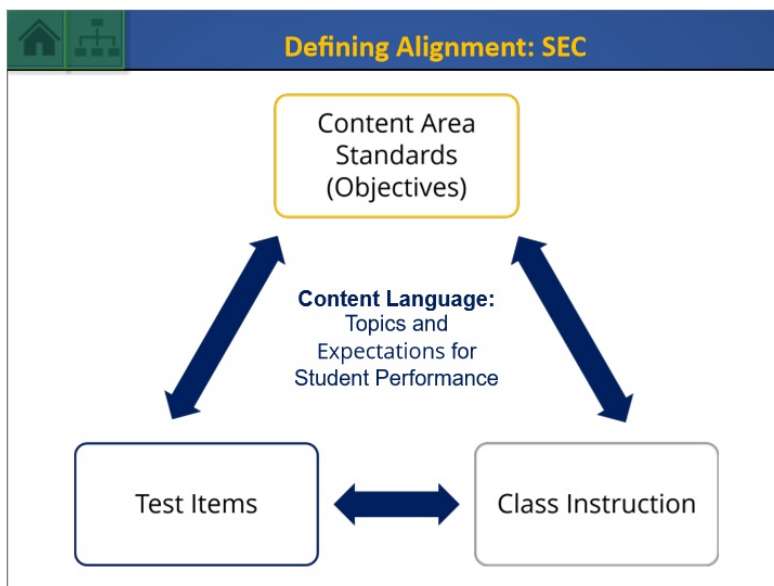 Defining Alignment: SEC
Content Area
Standards
(Objectives)
Content Language:
Topics and
Expectations for
Student Performance
Test Items
Class Instruction